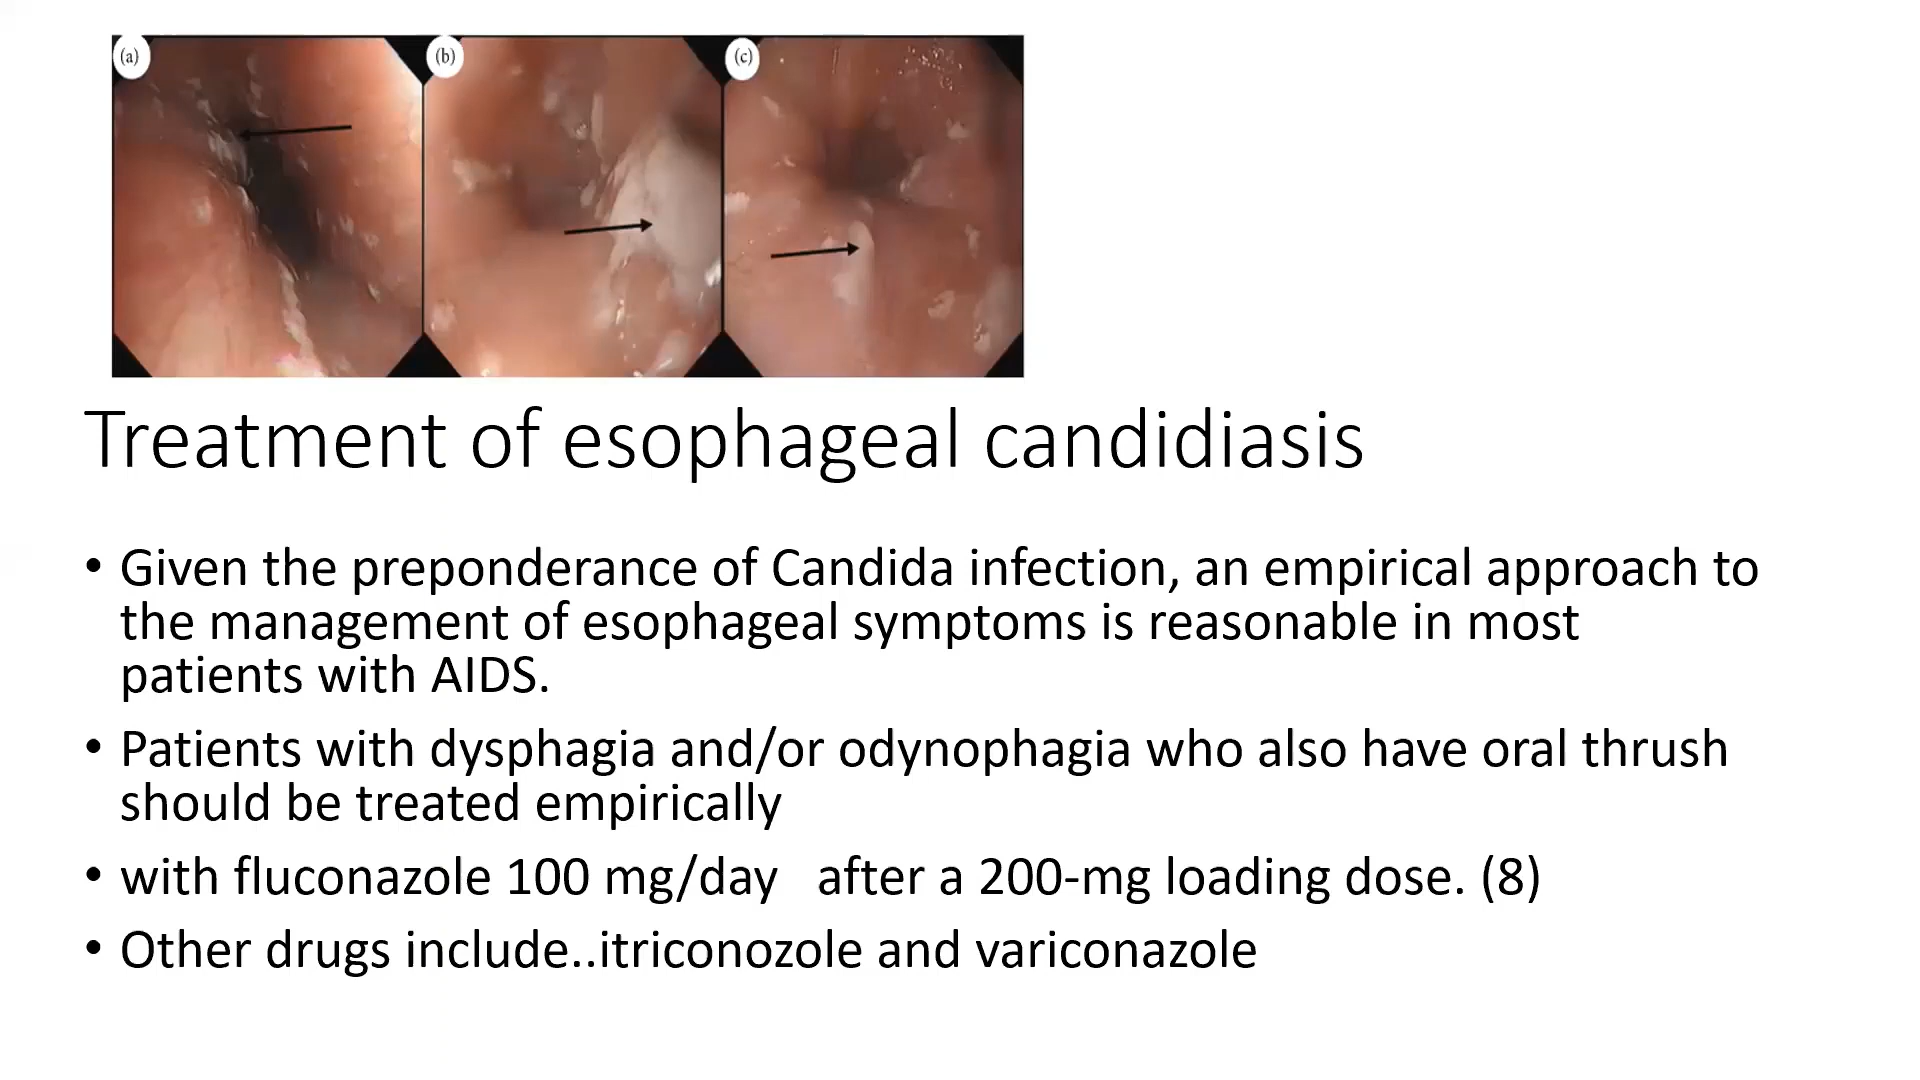 (a) (b) (c)
Treatment of esophageal candidiasis
• Given the preponderance of Candida infection, an empirical approach to
the management of esophageal symptoms is reasonable in most
patients with AIDS.
• Patients with dysphagia and/or odynophagia who also have oral thrush
should be treated empirically
• with fluconazole 100 mg/day   after a 200-mg loading dose. (8)
• Other drugs include..itriconozole and variconazole